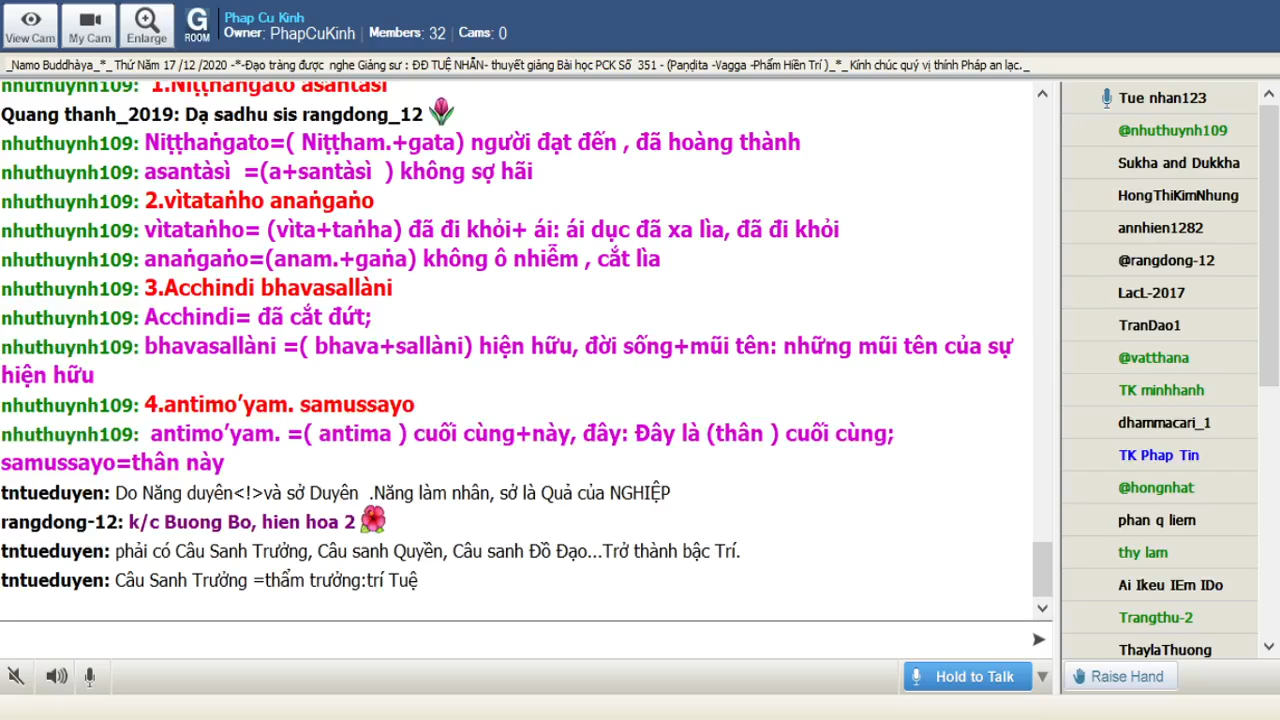 View Cam
My Cam
Enlarge
G
ROOM
Phap Cu Kinh
Owner: PhapCuKinh Members: 32 Cams: 0
_Namo Buddhàya_*_ Thứ Năm 17 /12 /2020 -*-Đạo tràng được nghe Giảng sư : ĐĐ TUỆ NHẪN- thuyết giảng Bài học PCK Số 351 - (Paṇḍita -Vagga -Phẩm Hiền Trí )_*_ Kính chúc quý vị thính Pháp an lạc._
nhuthuynh109: 1.Niṭṭhaṅgato asantàsì
Quang thanh_2019: Dạ sadhu sis rangdong_12
nhuthuynh109: Niṭṭhaṅgato=( Niṭṭham.+gata) người đạt đến , đã hoàng thành
nhuthuynh109: asantàsì =(a+santàsì ) không sợ hãi
nhuthuynh109: 2.vìtataṅho anaṅgaṅo
nhuthuynh109: vìtataṅho= (vìta+taṅha) đã đi khỏi+ ái: ái dục đã xa lìa, đã đi khỏi
nhuthuynh109: anaṅgaṅo=(anam.+gaṅa) không ô nhiễm , cắt lìa
nhuthuynh109: 3.Acchindi bhavasallàni
nhuthuynh109: Acchindi= đã cắt đứt;
nhuthuynh109: bhavasallàni =( bhava+sallàni) hiện hữu, đời sống+mũi tên: những mũi tên của sự
hiện hữu
nhuthuynh109: 4.antimo’yam. samussayo
nhuthuynh109: antimo’yam. =( antima ) cuối cùng+này, đây: Đây là (thân ) cuối cùng;
samussayo=thân này
tntueduyen: Do Năng duyên<!>và sở Duyên .Năng làm nhân, sở là Quả của NGHIỆP
rangdong-12: k/c Buong Bo, hien hoa 2
tntueduyen: phải có Câu Sanh Trưởng, Câu sanh Quyền, Câu sanh Đồ Đạo...Trở thành bậc Trí.
tntueduyen: Câu Sanh Trưởng =thẩm trưởng:trí Tuệ
Hold to Talk
Tue nhan123
@nhuthuynh109
Sukha and Dukkha
HongThiKimNhung
annhien1282
@rangdong-12
LacL-2017
TranDao1
@vatthana
TK minhhanh
dhammacari_1
TK Phap Tin
@hongnhat
phan q liem
thy lam
Ai Ikeu IEm IDo
Trangthu-2
ThaylaThuong
Raise Hand